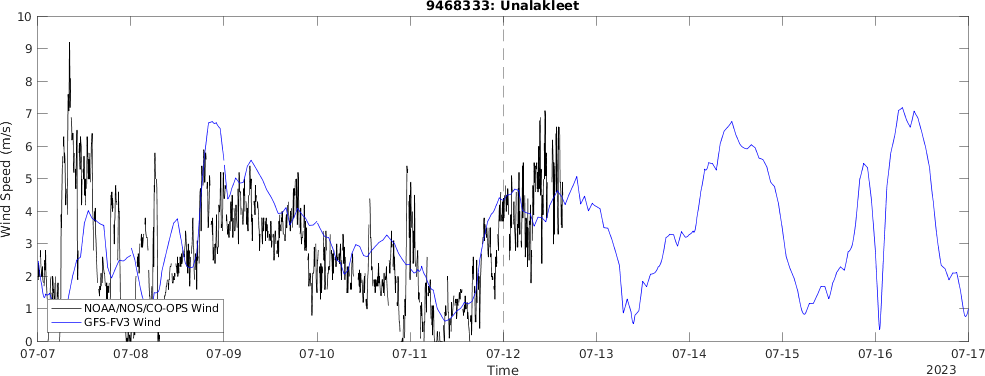 9468333: Unalakleet
10
9
8
7
6
5
4
3
2
1
0
Wind Speed (m/s)
NOAA/NOS/CO-OPS Wind
GFS-FV3 Wind
07-07 07-08 07-09 07-10 07-11 07-12 07-13 07-14 07-15 07-16 07-17
Time
2023